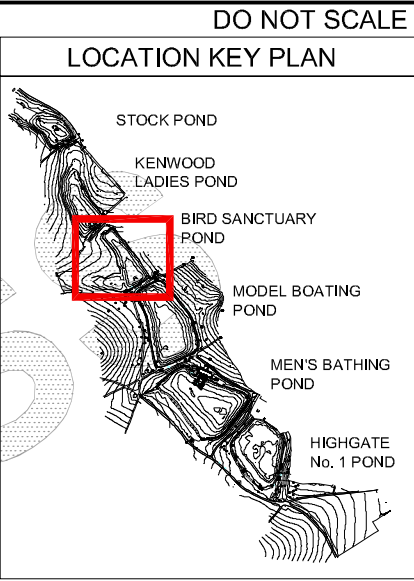 DO NOT SCALE
LOCATION KEY PLAN
STOCK POND
KENWOOD
LADIES POND
BIRD SANCTUARY
POND
MODEL BOATING
POND
MEN'S BATHING
POND
HIGHGATE
No. 1 POND